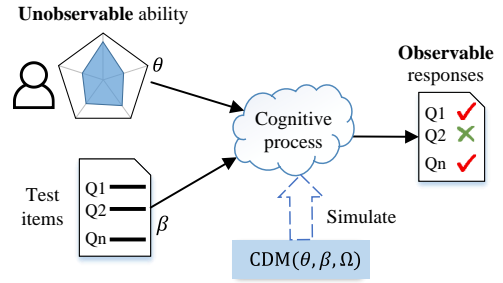 Unobservable ability
θ
Observable
responses
Cognitive
process
Q1
Q2
Qn
Test
items
Q1
Q2
Qn
β
Simulate
CDM(θ, β, Ω)